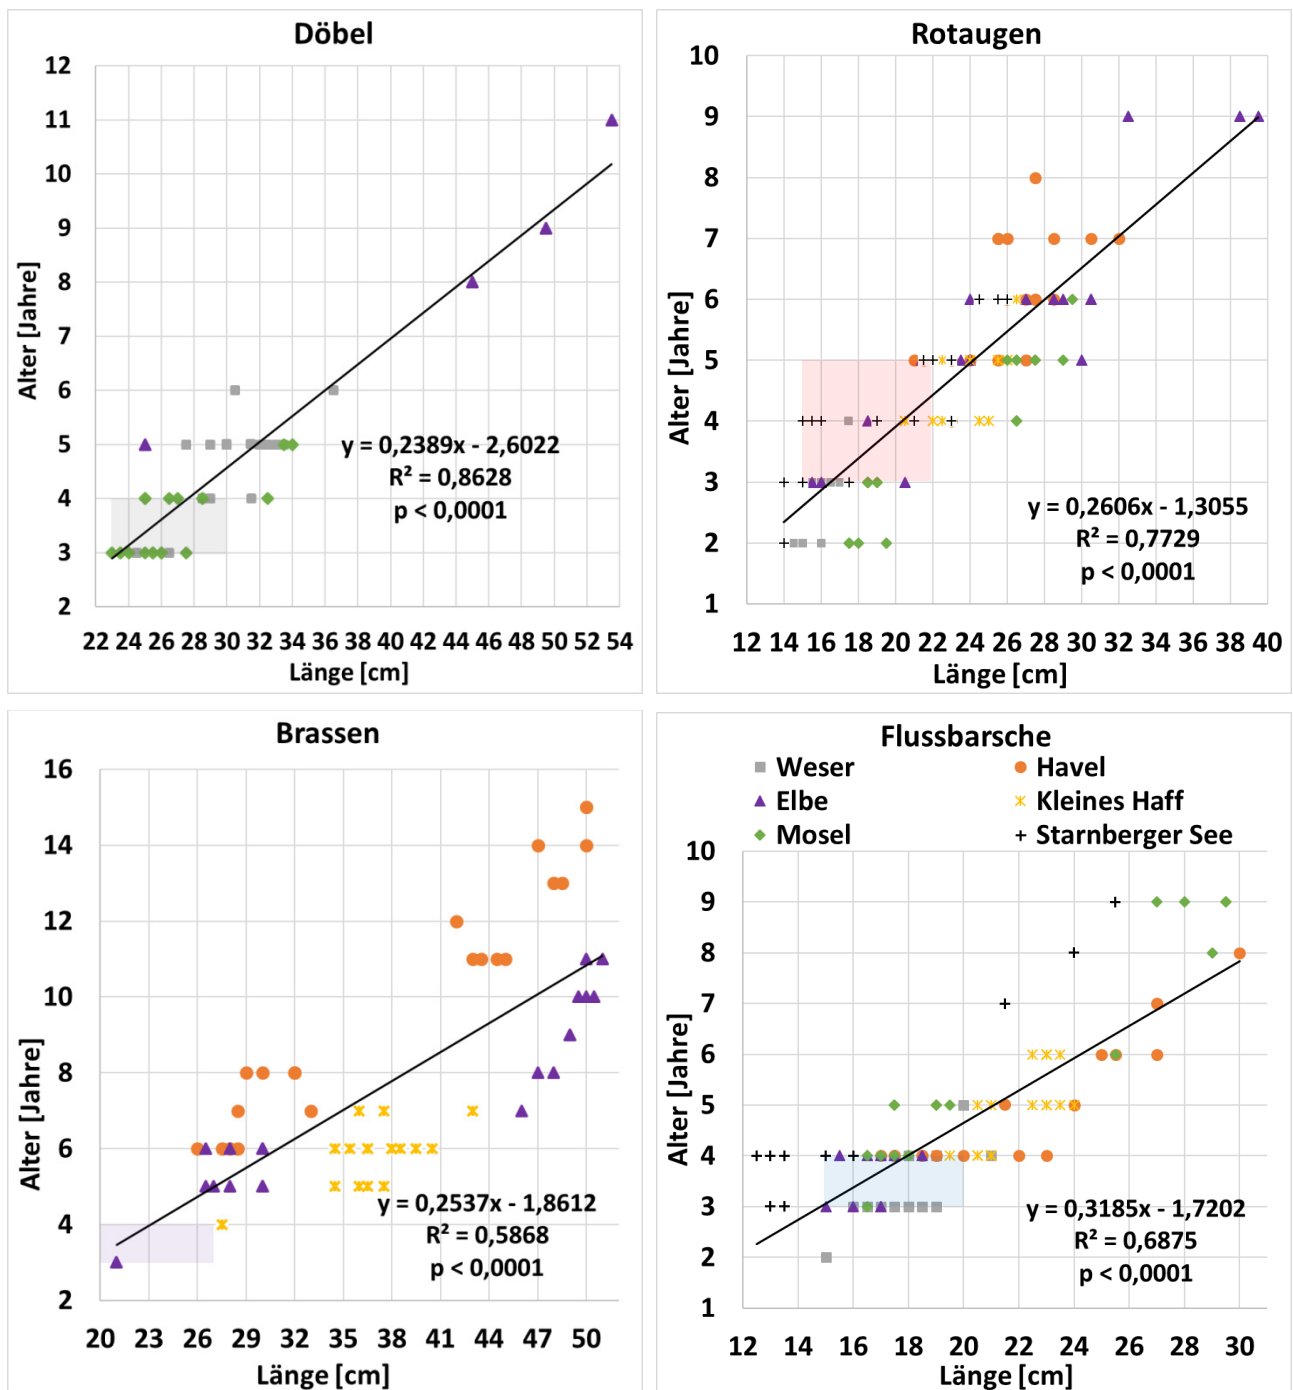 Döbel
12
11
10
9
8
7
6
5
4
3
2
Alter [Jahre]
y = 0,2389x - 2,6022
R² = 0,8628
p < 0,0001
22 24 26 28 30 32 34 36 38 40 42 44 46 48 50 52 54
Länge [cm]
Rotaugen
10
9
8
7
6
5
4
3
2
1
Alter [Jahre]
y = 0,2606x - 1,3055
R² = 0,7729
p < 0,0001
12 14 16 18 20 22 24 26 28 30 32 34 36 38 40
Länge [cm]
Brassen
16
14
12
10
8
6
4
2
Alter [Jahre]
y = 0,2537x - 1,8612
R² = 0,5868
p < 0,0001
20 23 26 29 32 35 38 41 44 47 50
Länge [cm]
Flussbarsche
Weser Havel
Elbe Kleines Haff
Mosel Starnberger See
10
9
8
7
6
5
4
3
2
1
Alter [Jahre]
y = 0,3185x - 1,7202
R² = 0,6875
p < 0,0001
12 14 16 18 20 22 24 26 28 30
Länge [cm]